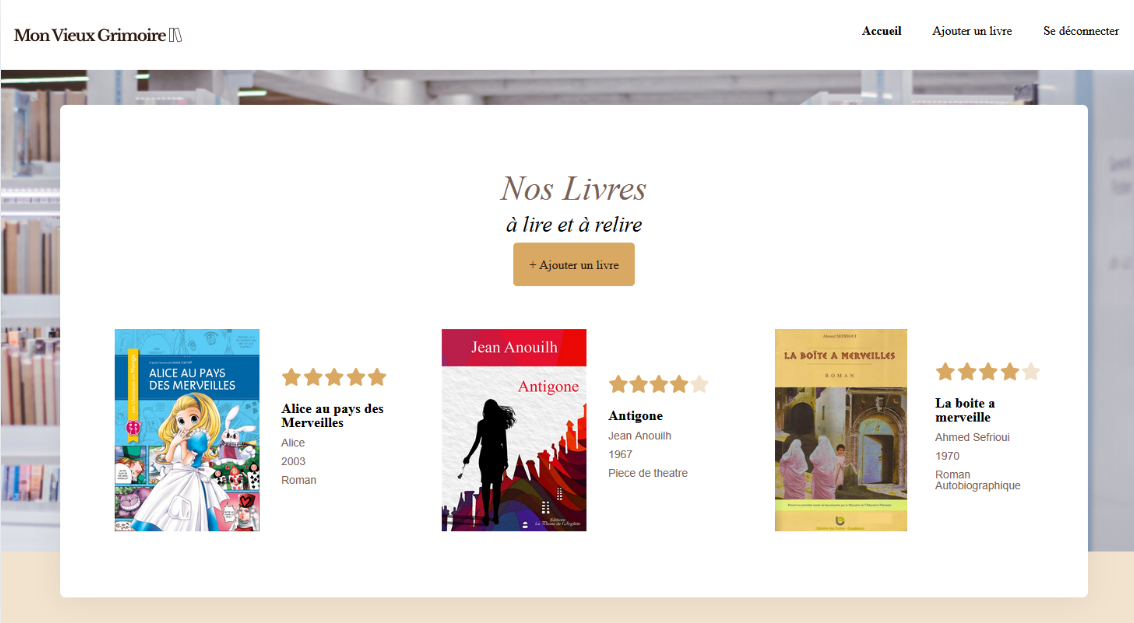 Mon Vieux Grimoire
Accueil
Ajouter un livre
Se déconnecter
Nos Livres
à lire et à relire
+ Ajouter un livre
ALICE AU PAYS
DES MERVEILLES
Alice au pays des
Merveilles
Alice
2003
Roman
Jean Anouilh
Antigone
Antigone
Jean Anouilh
1967
Piece de theatre
Ahmed SEFRIOUI
LA BOÎTE A MERVEILLES
ROMAN
La boite a
merveille
Ahmed Sefrioui
1970
Roman
Autobiographique